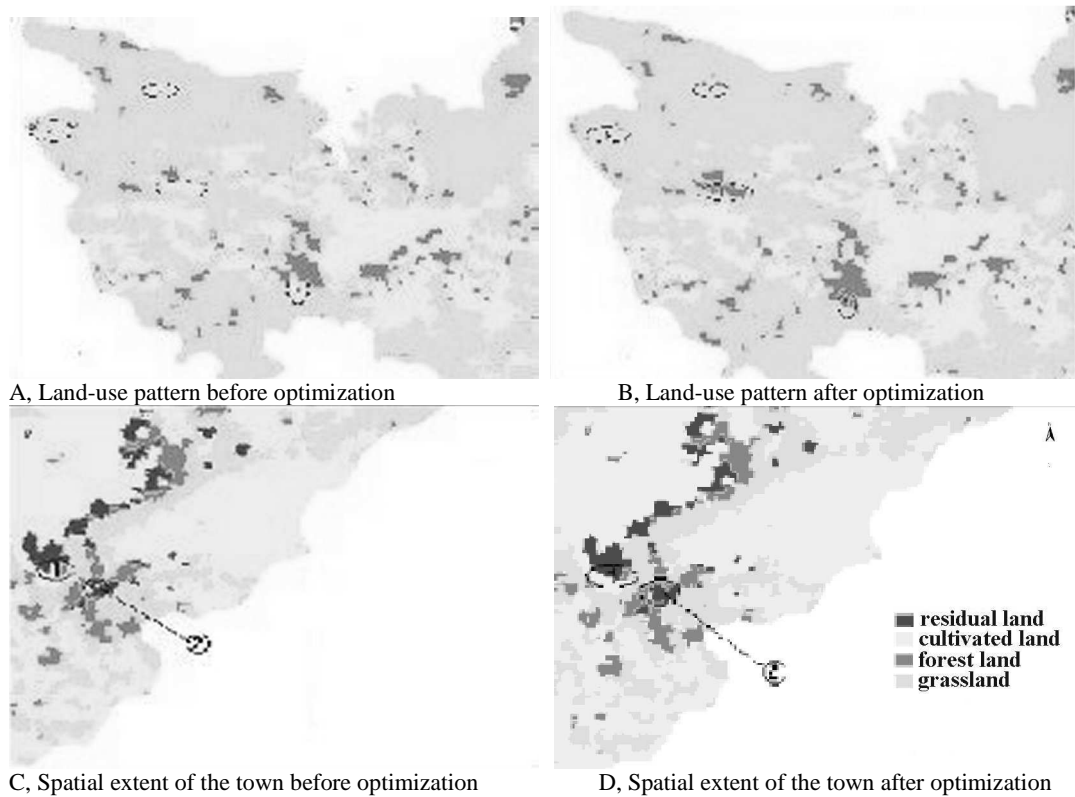 A, Land-use pattern before optimization
B, Land-use pattern after optimization
residual land
cultivated land
forest land
grassland
C, Spatial extent of the town before optimization
D, Spatial extent of the town after optimization